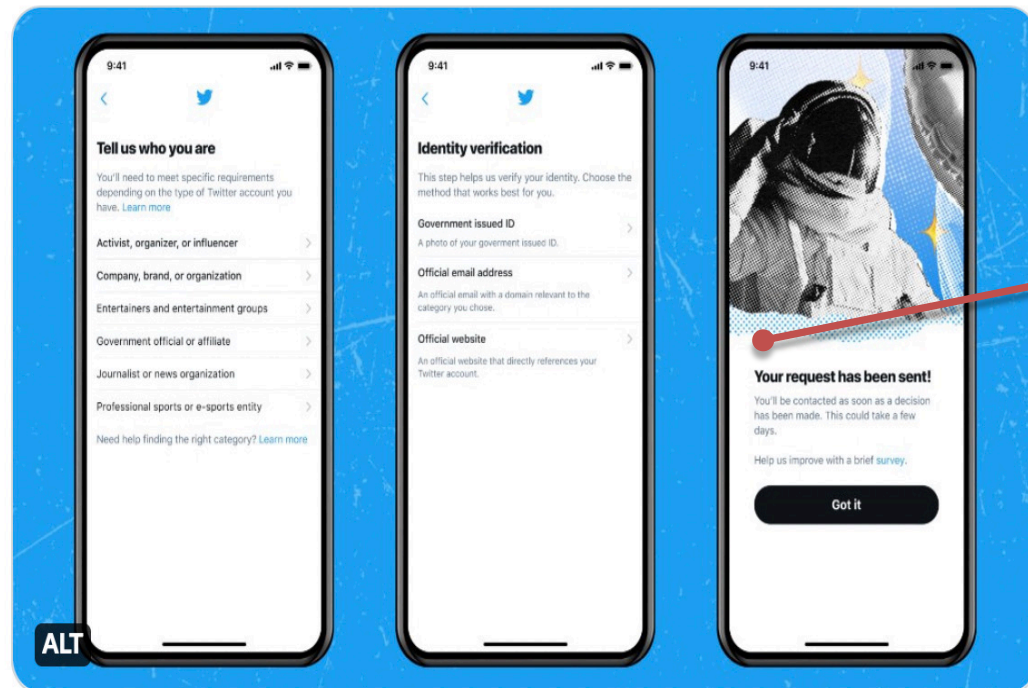 9:41
Tell us who you are
You'll need to meet specific requirements
depending on the type of Twitter account you
have. Learn more
Activist, organizer, or influencer
Company, brand, or organization
Entertainers and entertainment groups
Government official or affiliate
Journalist or news organization
Professional sports or e-sports entity
Need help finding the right category? Learn more
9:41
Identity verification
This step helps us verify your identity. Choose the
method that works best for you.
Government issued ID
A photo of your goverment issued ID.
Official email address
An official email with a domain relevant to the
category you chose.
Official website
An official website that directly references your
Twitter account.
9:41
Your request has been sent!
You'll be contacted as soon as a decision
has been made. This could take a few
days.
Help us improve with a brief survey.
Got it
ALT